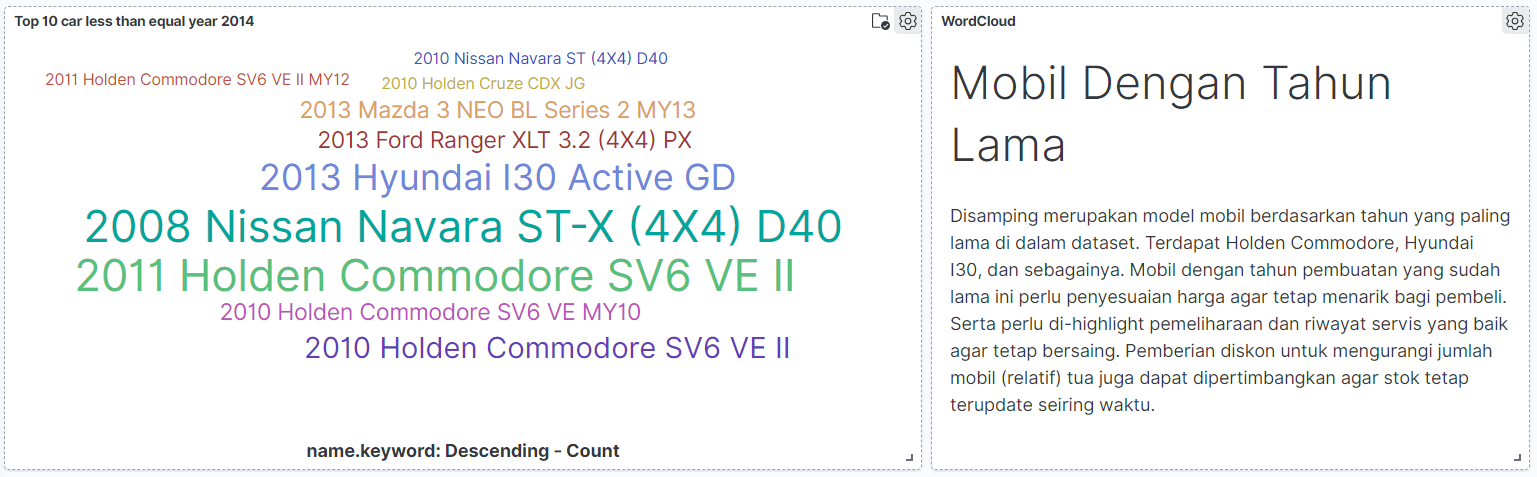 Top 10 car less than equal year 2014
2010 Nissan Navara ST (4X4) D40
2011 Holden Commodore SV6 VE II MY12
2010 Holden Cruze CDX JG
2013 Mazda 3 NEO BL Series 2 MY13
2013 Ford Ranger XLT 3.2 (4X4) PX
2013 Hyundai I30 Active GD
2008 Nissan Navara ST-X (4X4) D40
2011 Holden Commodore SV6 VE II
2010 Holden Commodore SV6 VE MY10
2010 Holden Commodore SV6 VE II
name.keyword: Descending - Count
WordCloud
Mobil Dengan Tahun
Lama
Disamping merupakan model mobil berdasarkan tahun yang paling
lama di dalam dataset. Terdapat Holden Commodore, Hyundai
I30, dan sebagainya. Mobil dengan tahun pembuatan yang sudah
lama ini perlu penyesuaian harga agar tetap menarik bagi pembeli.
Serta perlu di-highlight pemeliharaan dan riwayat servis yang baik
agar tetap bersaing. Pemberian diskon untuk mengurangi jumlah
mobil (relatif) tua juga dapat dipertimbangkan agar stok tetap
terupdate seiring waktu.